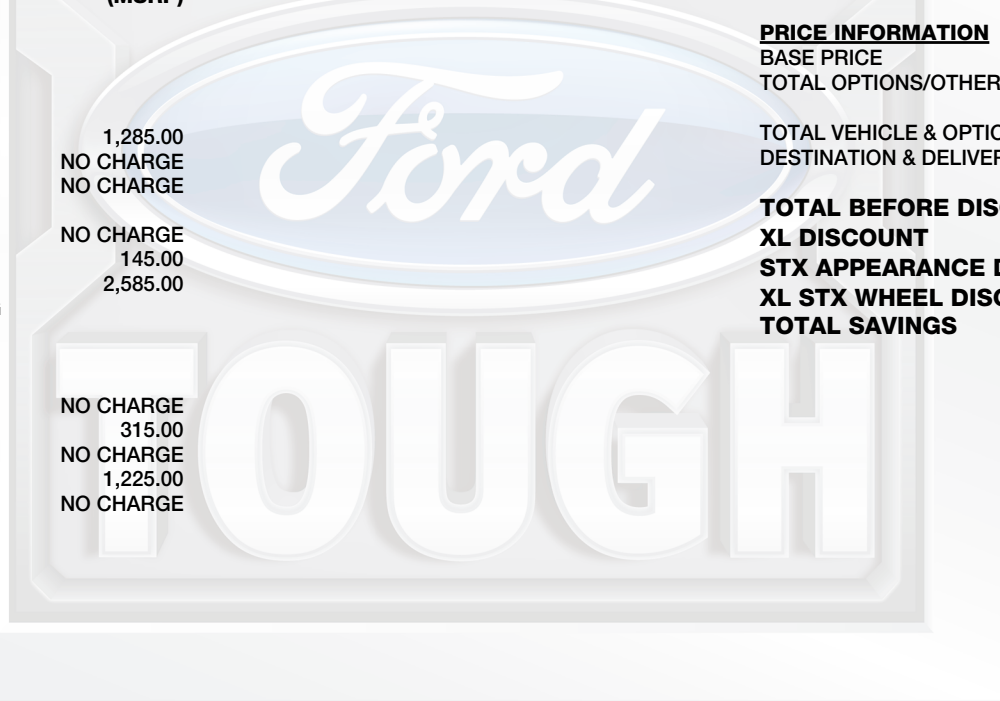 (MSRP)
1,285.00
NO CHARGE
NO CHARGE
NO CHARGE
145.00
2,585.00
NO CHARGE
315.00
NO CHARGE
1,225.00
NO CHARGE
PRICE INFORMATION
BASE PRICE
TOTAL OPTIONS/OTHER
TOTAL VEHICLE & OPTIO
DESTINATION & DELIVER
TOTAL BEFORE DISC
XL DISCOUNT
STX APPEARANCE D
XL STX WHEEL DISC
TOTAL SAVINGS
Ford
TOUGH